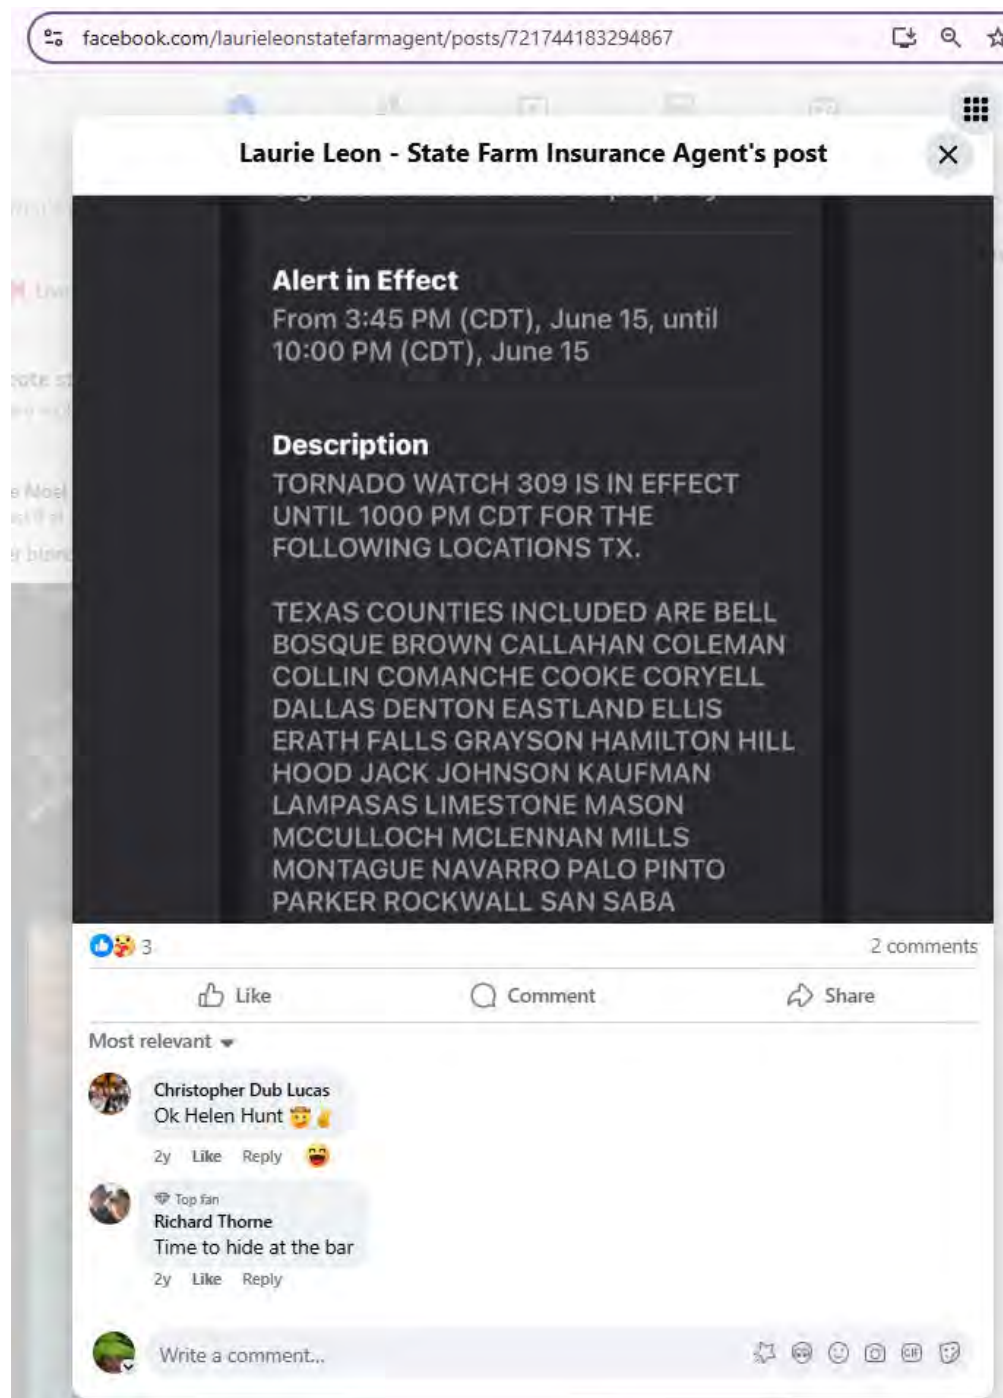 facebook.com/laurieleonstatefarmagent/posts/721744183294867
Laurie Leon - State Farm Insurance Agent's post
Alert in Effect
From 3:45 PM (CDT), June 15, until
10:00 PM (CDT), June 15
Description
TORNADO WATCH 309 IS IN EFFECT
UNTIL 1000 PM CDT FOR THE
FOLLOWING LOCATIONS TX.
TEXAS COUNTIES INCLUDED ARE BELL
BOSQUE BROWN CALLAHAN COLEMAN
COLLIN COMANCHE COOKE CORYELL
DALLAS DENTON EASTLAND ELLIS
ERATH FALLS GRAYSON HAMILTON HILL
HOOD JACK JOHNSON KAUFMAN
LAMPASAS LIMESTONE MASON
MCCULLOCH MCLENNAN MILLS
MONTAGUE NAVARRO PALO PINTO
PARKER ROCKWALL SAN SABA
3
2 comments
Like Comment Share
Most relevant
Christopher Dub Lucas
Ok Helen Hunt 🤠✌️
2y Like Reply
Top fan
Richard Thorne
Time to hide at the bar
2y Like Reply
Write a comment...
GIF